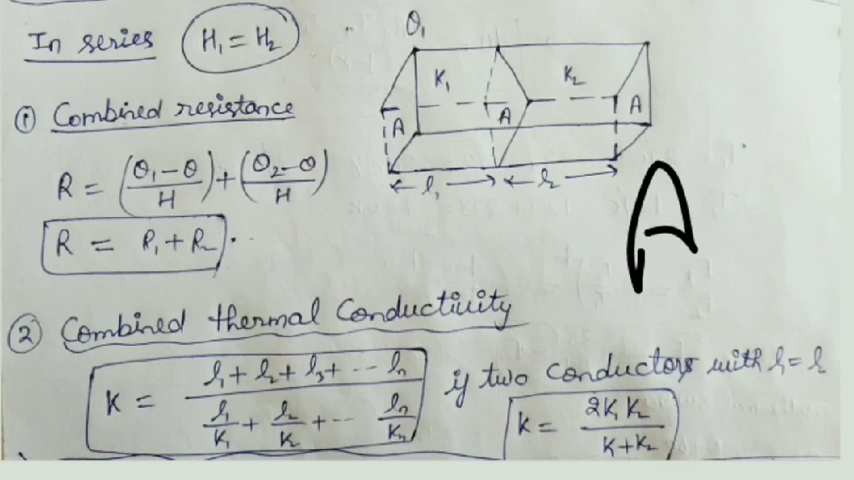 In series H₁ = H₂
θ₁
K₁ K₂
A A A
l₁ l₂
① Combined resistance
R = (θ₁ - θ / H) + (θ₂ - θ / H)
R = R₁ + R₂
A
② Combined thermal Conductivity
K = l₁ + l₂ + l₃ + --- lₙ / l₁/K₁ + l₂/K₂ + --- lₙ/Kₙ
if two conductors with l₁ = l₂
K = 2K₁K₂ / K₁+K₂